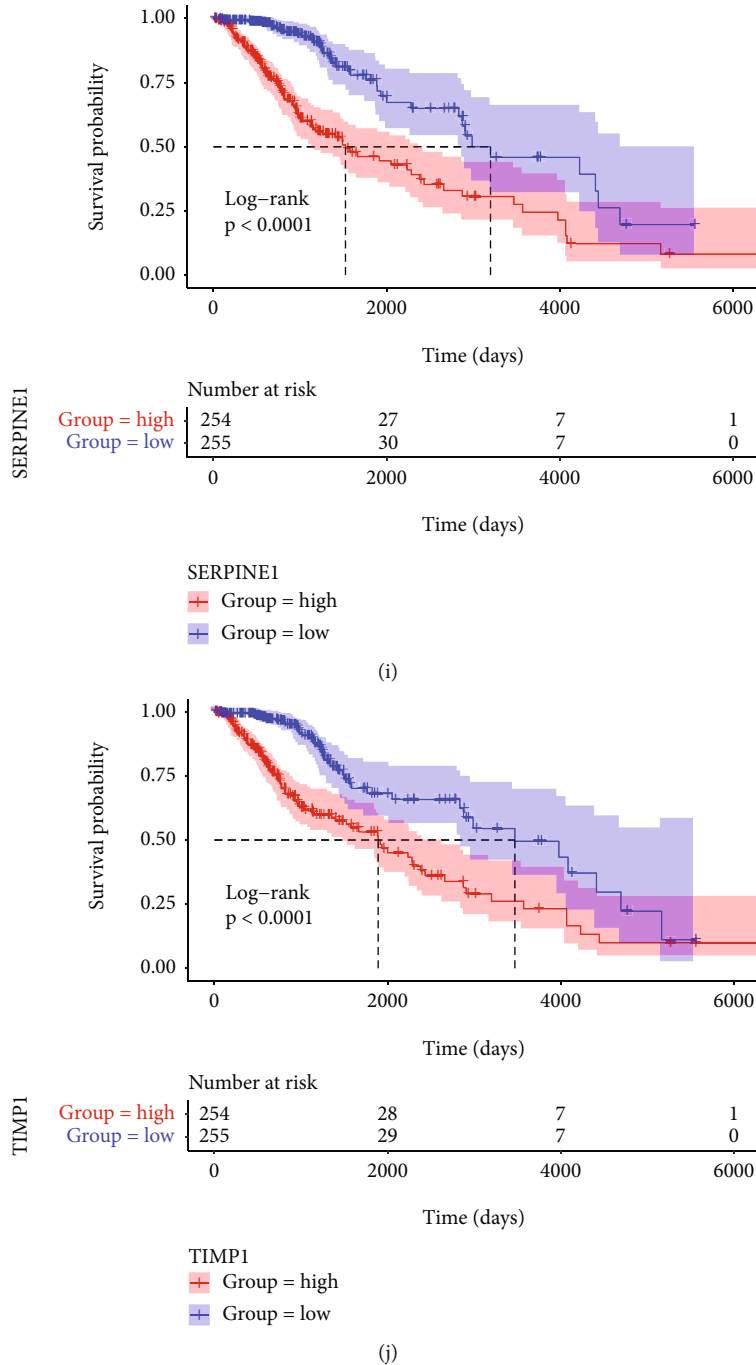 1.00
0.75
0.50
0.25
0.00
Survival probability
Log−rank
p < 0.0001
0 2000 4000 6000
Time (days)
SERPINE1
Number at risk
Group = high 254 27 7 1
Group = low 255 30 7 0
0 2000 4000 6000
Time (days)
SERPINE1
Group = high
Group = low
(i)
1.00
0.75
0.50
0.25
0.00
Survival probability
Log−rank
p < 0.0001
0 2000 4000 6000
Time (days)
TIMP1
Number at risk
Group = high 254 28 7 1
Group = low 255 29 7 0
0 2000 4000 6000
Time (days)
TIMP1
Group = high
Group = low
(j)